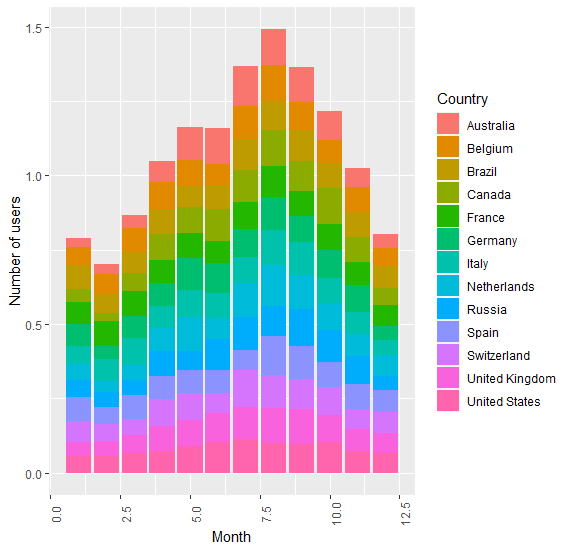 1.5
1.0
0.5
0.0
Number of users
0.0
2.5
5.0
7.5
10.0
12.5
Month
Country
Australia
Belgium
Brazil
Canada
France
Germany
Italy
Netherlands
Russia
Spain
Switzerland
United Kingdom
United States